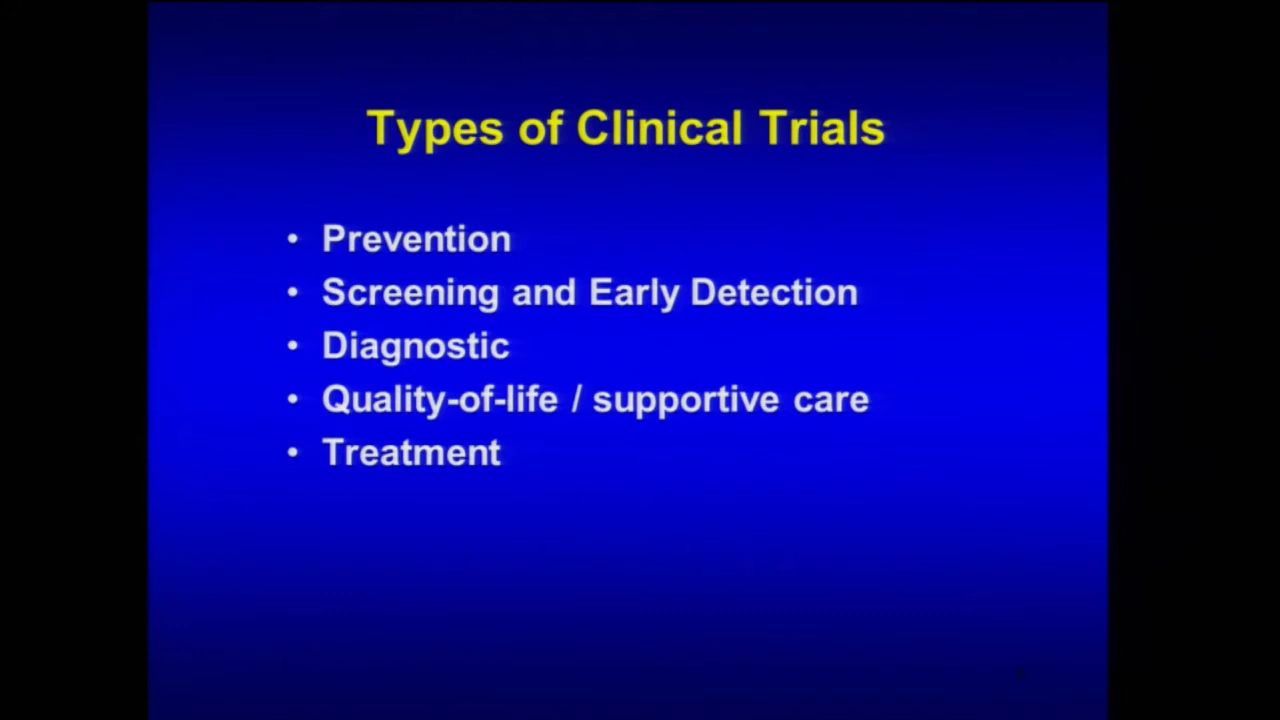 Types of Clinical Trials
• Prevention
• Screening and Early Detection
• Diagnostic
• Quality-of-life / supportive care
• Treatment